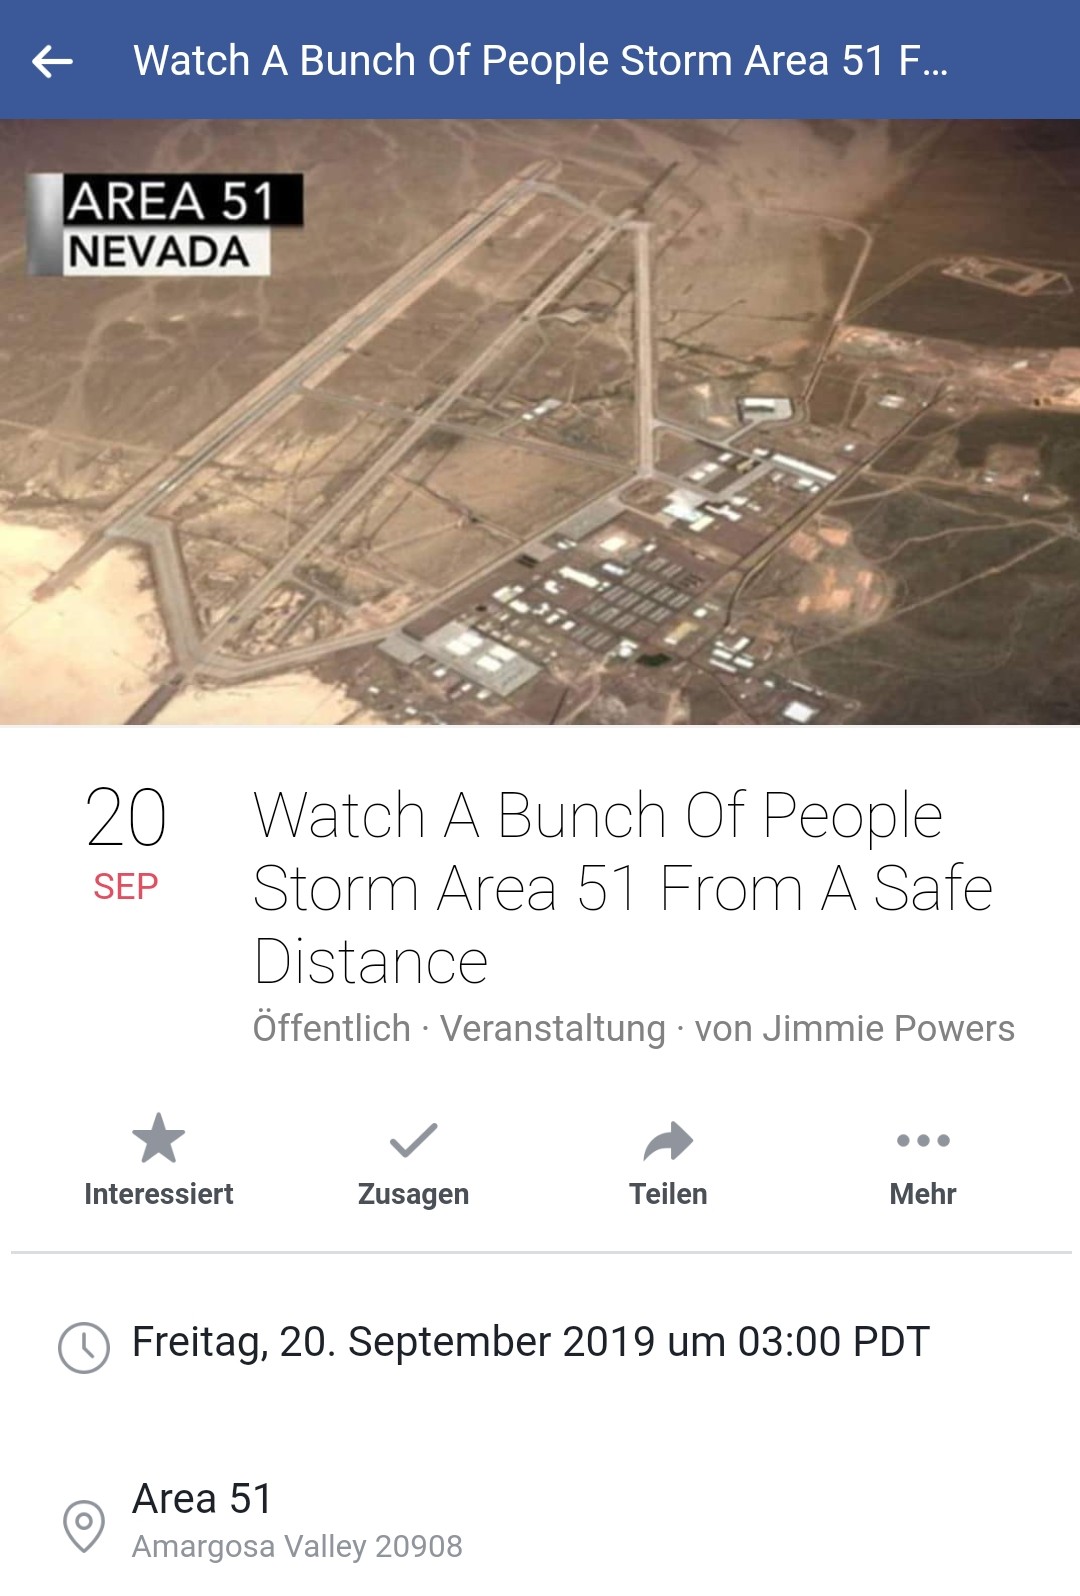 Watch A Bunch Of People Storm Area 51 F...
AREA 51
NEVADA
20
SEP
Watch A Bunch Of People
Storm Area 51 From A Safe
Distance
Öffentlich · Veranstaltung · von Jimmie Powers
Interessiert
Zusagen
Teilen
Mehr
Freitag, 20. September 2019 um 03:00 PDT
Area 51
Amargosa Valley 20908